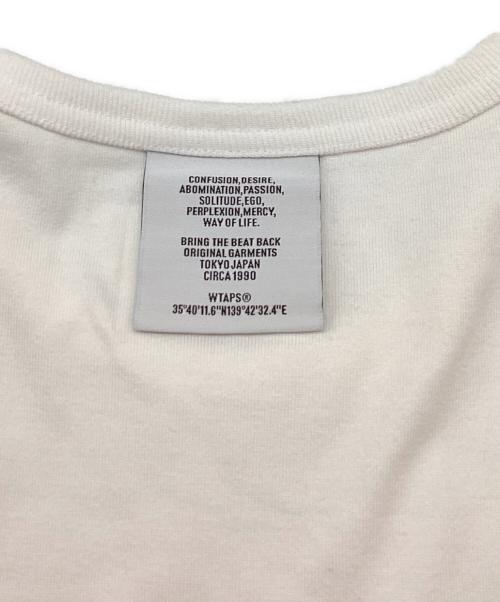 CONFUSION,DESIRE,
ABOMINATION,PASSION,
SOLITUDE,EGO,
PERPLEXION,MERCY,
WAY OF LIFE.
BRING THE BEAT BACK
ORIGINAL GARMENTS
TOKYO JAPAN
CIRCA 1990
WTAPS®
35°40'11.6"N139°42'32.4"E